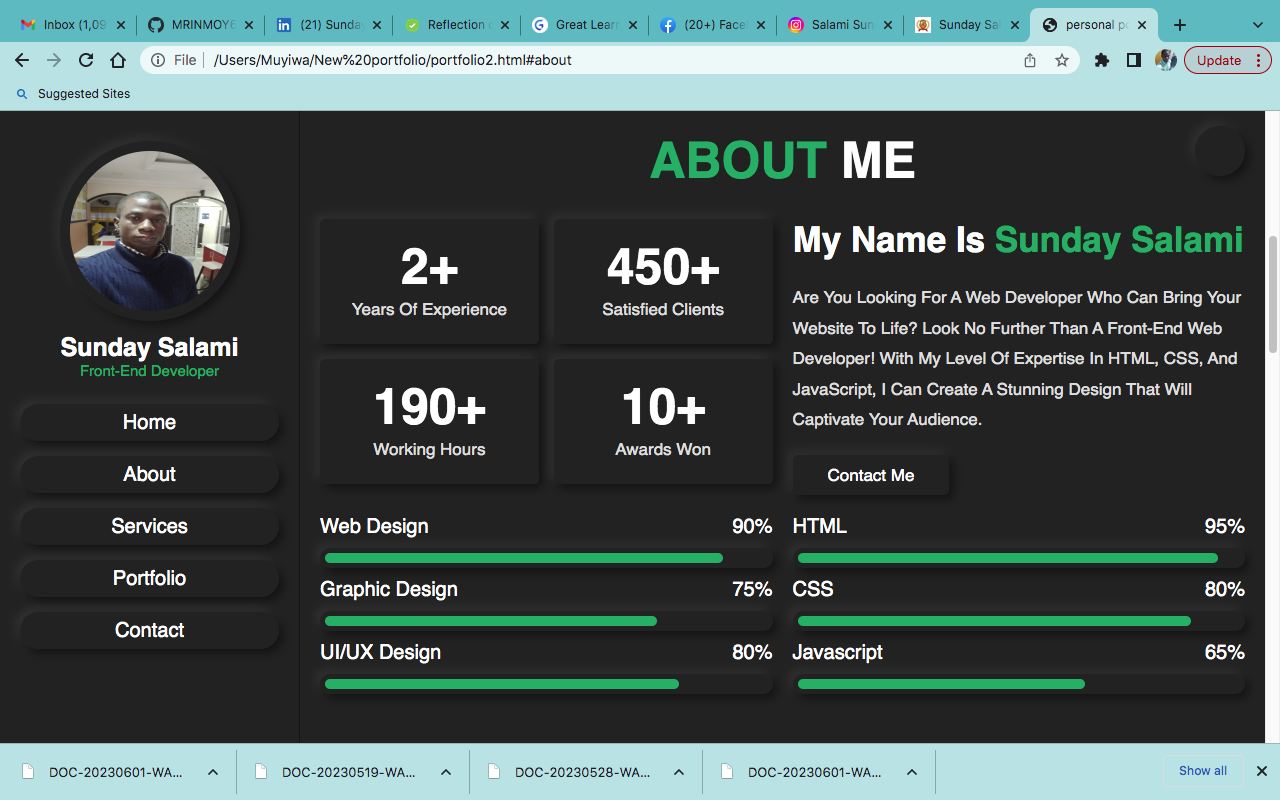 Inbox (1,09
MRINMOY6
(21) Sunda
Reflection
Great Learn
(20+) Face
Salami Sun
Sunday Sal
personal po
File
/Users/Muyiwa/New%20portfolio/portfolio2.html#about
Update
Suggested Sites
Sunday Salami
Front-End Developer
Home
About
Services
Portfolio
Contact
ABOUT ME
2+
Years Of Experience
450+
Satisfied Clients
190+
Working Hours
10+
Awards Won
My Name Is Sunday Salami
Are You Looking For A Web Developer Who Can Bring Your
Website To Life? Look No Further Than A Front-End Web
Developer! With My Level Of Expertise In HTML, CSS, And
JavaScript, I Can Create A Stunning Design That Will
Captivate Your Audience.
Contact Me
Web Design 90%
Graphic Design 75%
UI/UX Design 80%
HTML 95%
CSS 80%
Javascript 65%
DOC-20230601-WA...
DOC-20230519-WA...
DOC-20230528-WA...
DOC-20230601-WA...
Show all